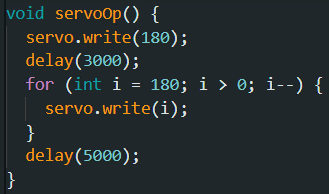 void servoOp() {
  servo.write(180);
  delay(3000);
  for (int i = 180; i > 0; i--) {
    servo.write(i);
  }
  delay(5000);
}